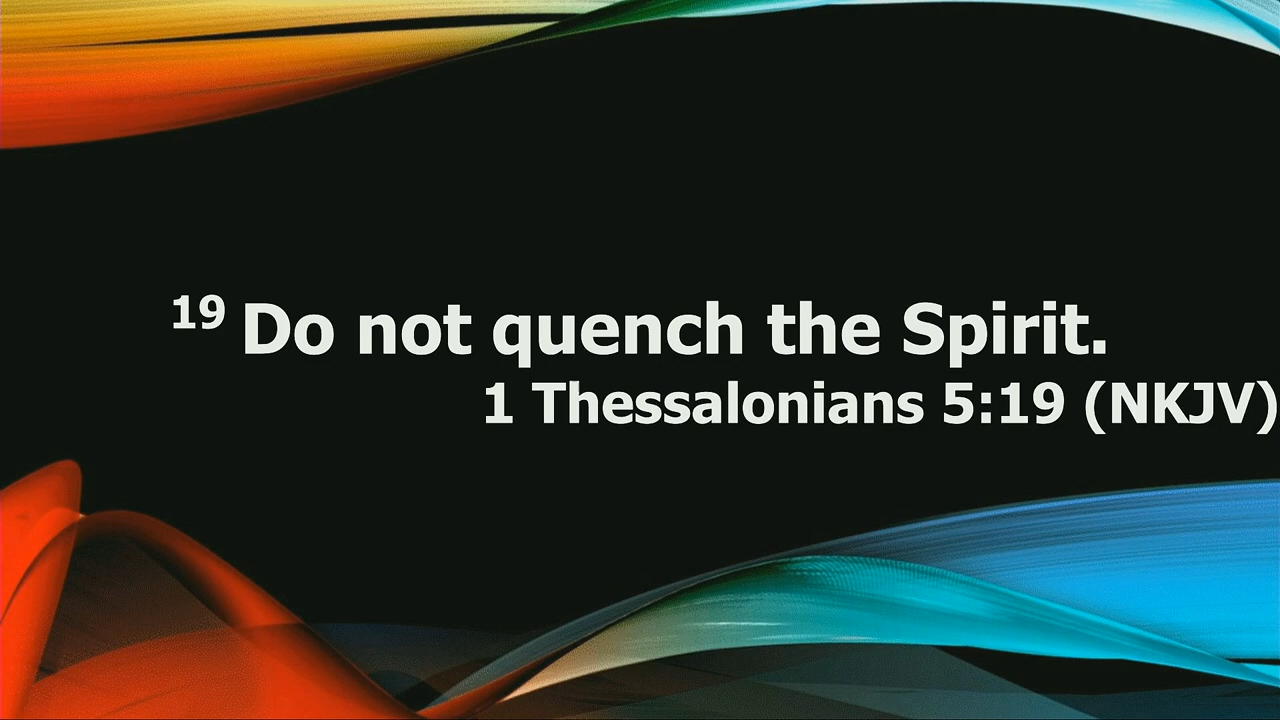 19 Do not quench the Spirit.
1 Thessalonians 5:19 (NKJV)